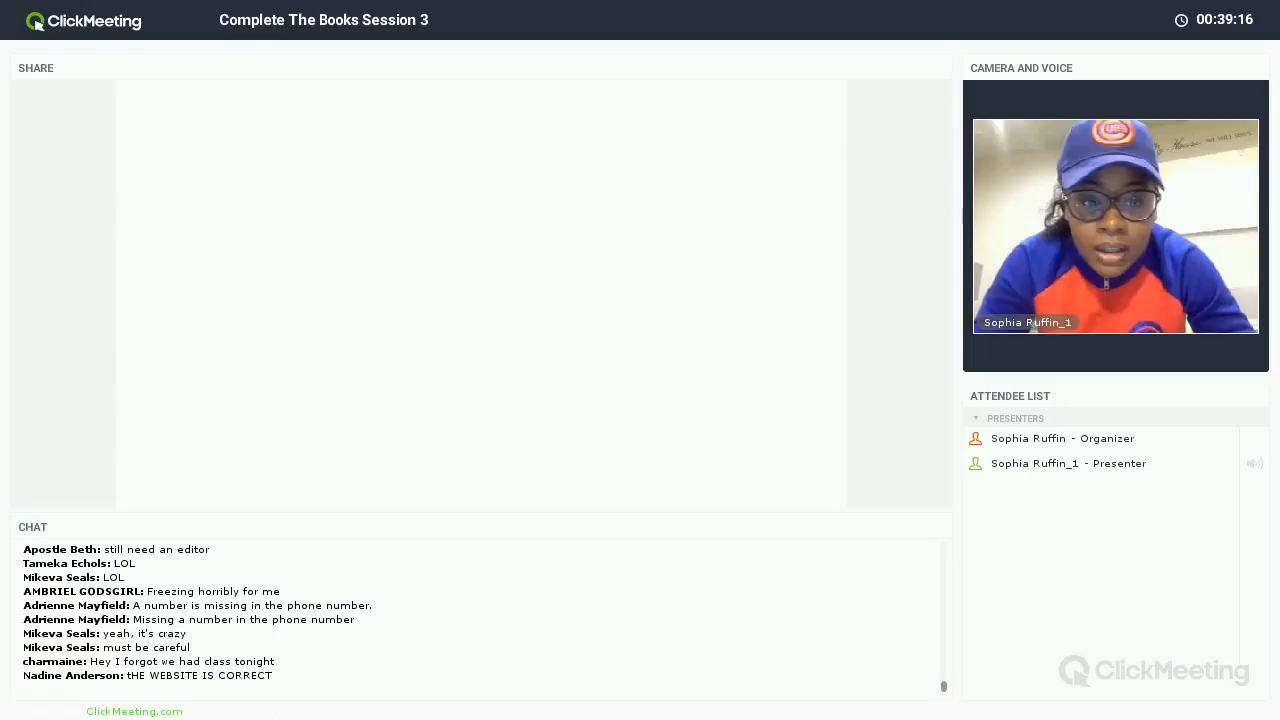 ClickMeeting
Complete The Books Session 3
00:39:16
SHARE
CAMERA AND VOICE
CUBS
Sophia Ruffin_1
ATTENDEE LIST
PRESENTERS
Sophia Ruffin - Organizer
Sophia Ruffin_1 - Presenter
CHAT
Apostle Beth: still need an editor
Tameka Echols: LOL
Mikeva Seals: LOL
AMBRIEL GODSGIRL: Freezing horribly for me
Adrienne Mayfield: A number is missing in the phone number.
Adrienne Mayfield: Missing a number in the phone number
Mikeva Seals: yeah, it's crazy
Mikeva Seals: must be careful
charmaine: Hey I forgot we had class tonight
Nadine Anderson: tHE WEBSITE IS CORRECT
ClickMeeting
ClickMeeting.com